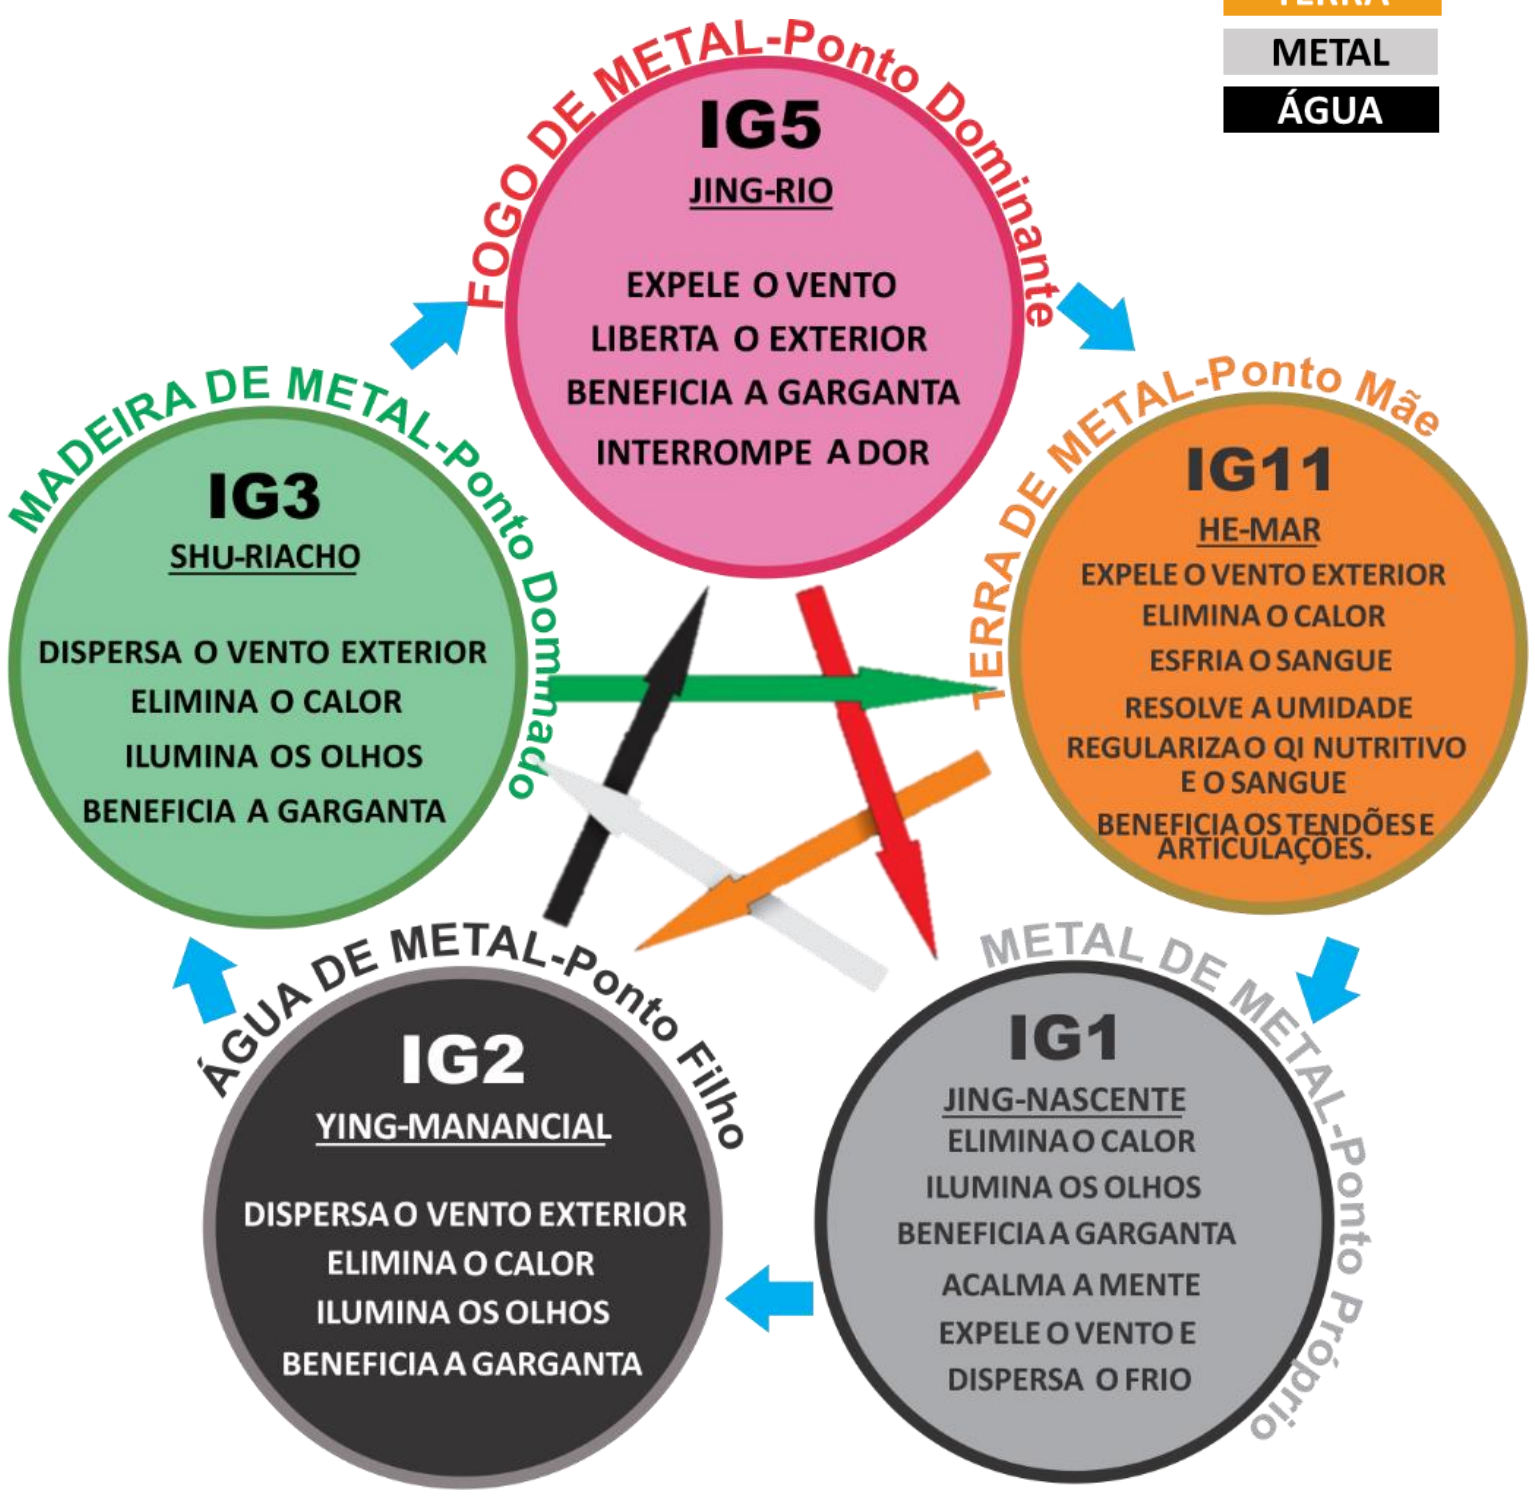 TERRA
METAL
ÁGUA
FOGO DE METAL-Ponto Dominante
IG5
JING-RIO
EXPELE O VENTO
LIBERTA O EXTERIOR
BENEFICIA A GARGANTA
INTERROMPE A DOR
MADEIRA DE METAL-Ponto Dominado
IG3
SHU-RIACHO
DISPERSA O VENTO EXTERIOR
ELIMINA O CALOR
ILUMINA OS OLHOS
BENEFICIA A GARGANTA
TERRA DE METAL-Ponto Mãe
IG11
HE-MAR
EXPELE O VENTO EXTERIOR
ELIMINA O CALOR
ESFRIA O SANGUE
RESOLVE A UMIDADE
REGULARIZA O QI NUTRITIVO
E O SANGUE
BENEFICIA OS TENDÕES E
ARTICULAÇÕES.
ÁGUA DE METAL-Ponto Filho
IG2
YING-MANANCIAL
DISPERSA O VENTO EXTERIOR
ELIMINA O CALOR
ILUMINA OS OLHOS
BENEFICIA A GARGANTA
METAL DE METAL-Ponto Próprio
IG1
JING-NASCENTE
ELIMINA O CALOR
ILUMINA OS OLHOS
BENEFICIA A GARGANTA
ACALMA A MENTE
EXPELE O VENTO E
DISPERSA O FRIO